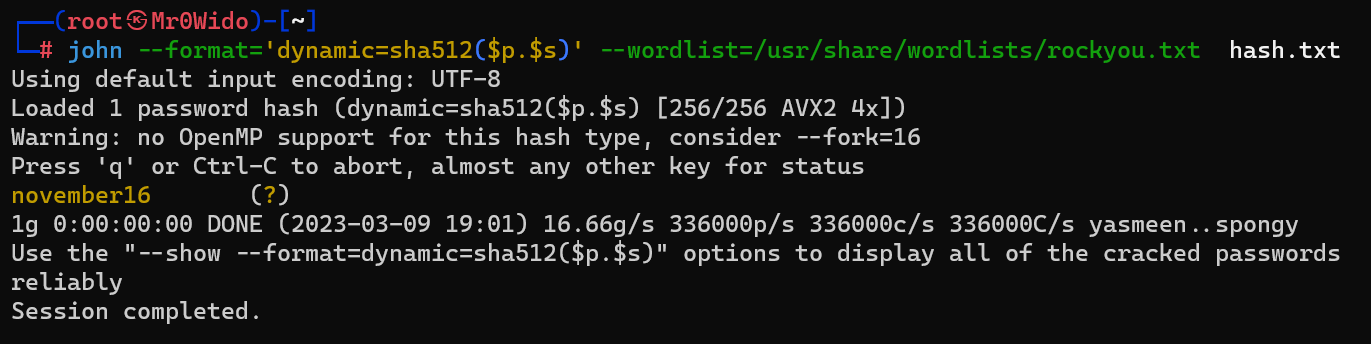 ┌──(root㉿Mr0Wido)-[~]
└─# john --format='dynamic=sha512($p.$s)' --wordlist=/usr/share/wordlists/rockyou.txt  hash.txt
Using default input encoding: UTF-8
Loaded 1 password hash (dynamic=sha512($p.$s) [256/256 AVX2 4x])
Warning: no OpenMP support for this hash type, consider --fork=16
Press 'q' or Ctrl-C to abort, almost any other key for status
november16       (?)
1g 0:00:00:00 DONE (2023-03-09 19:01) 16.66g/s 336000p/s 336000c/s 336000C/s yasmeen..spongy
Use the "--show --format=dynamic=sha512($p.$s)" options to display all of the cracked passwords
reliably
Session completed.